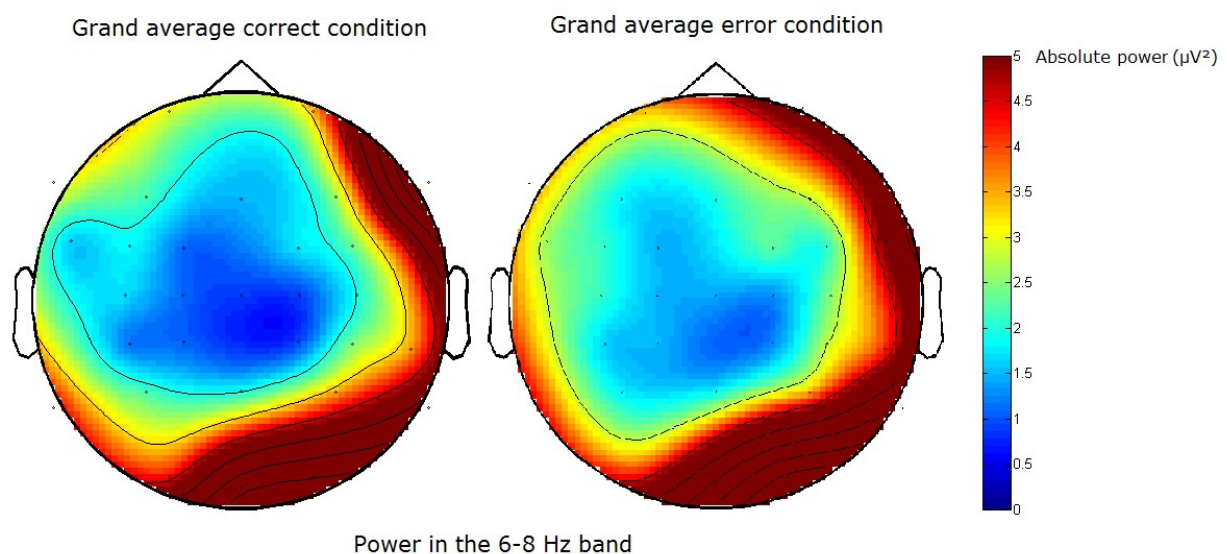 Grand average correct condition
Grand average error condition
Absolute power (µV²)
5
4.5
4
3.5
3
2.5
2
1.5
1
0.5
0
Power in the 6-8 Hz band